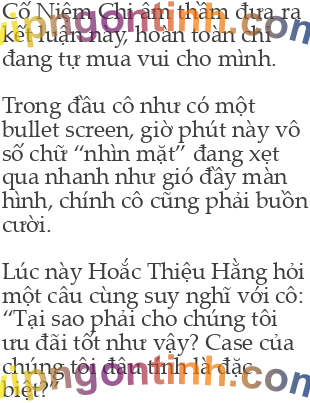 Cố Niệm Chi âm thầm đưa ra
kết luận này, hoàn toàn chỉ
đang tự mua vui cho mình.
Trong đầu cô như có một
bullet screen, giờ phút này vô
số chữ “nhìn mặt” đang xẹt
qua nhanh như gió đầy màn
hình, chính cô cũng phải buồn
cười.
Lúc này Hoắc Thiệu Hằng hỏi
một câu cùng suy nghĩ với cô:
“Tại sao phải cho chúng tôi
ưu đãi tốt như vậy? Case của
chúng tôi đâu tính là đặc
biệt?”
vipngontinh.com
vipngontinh.com